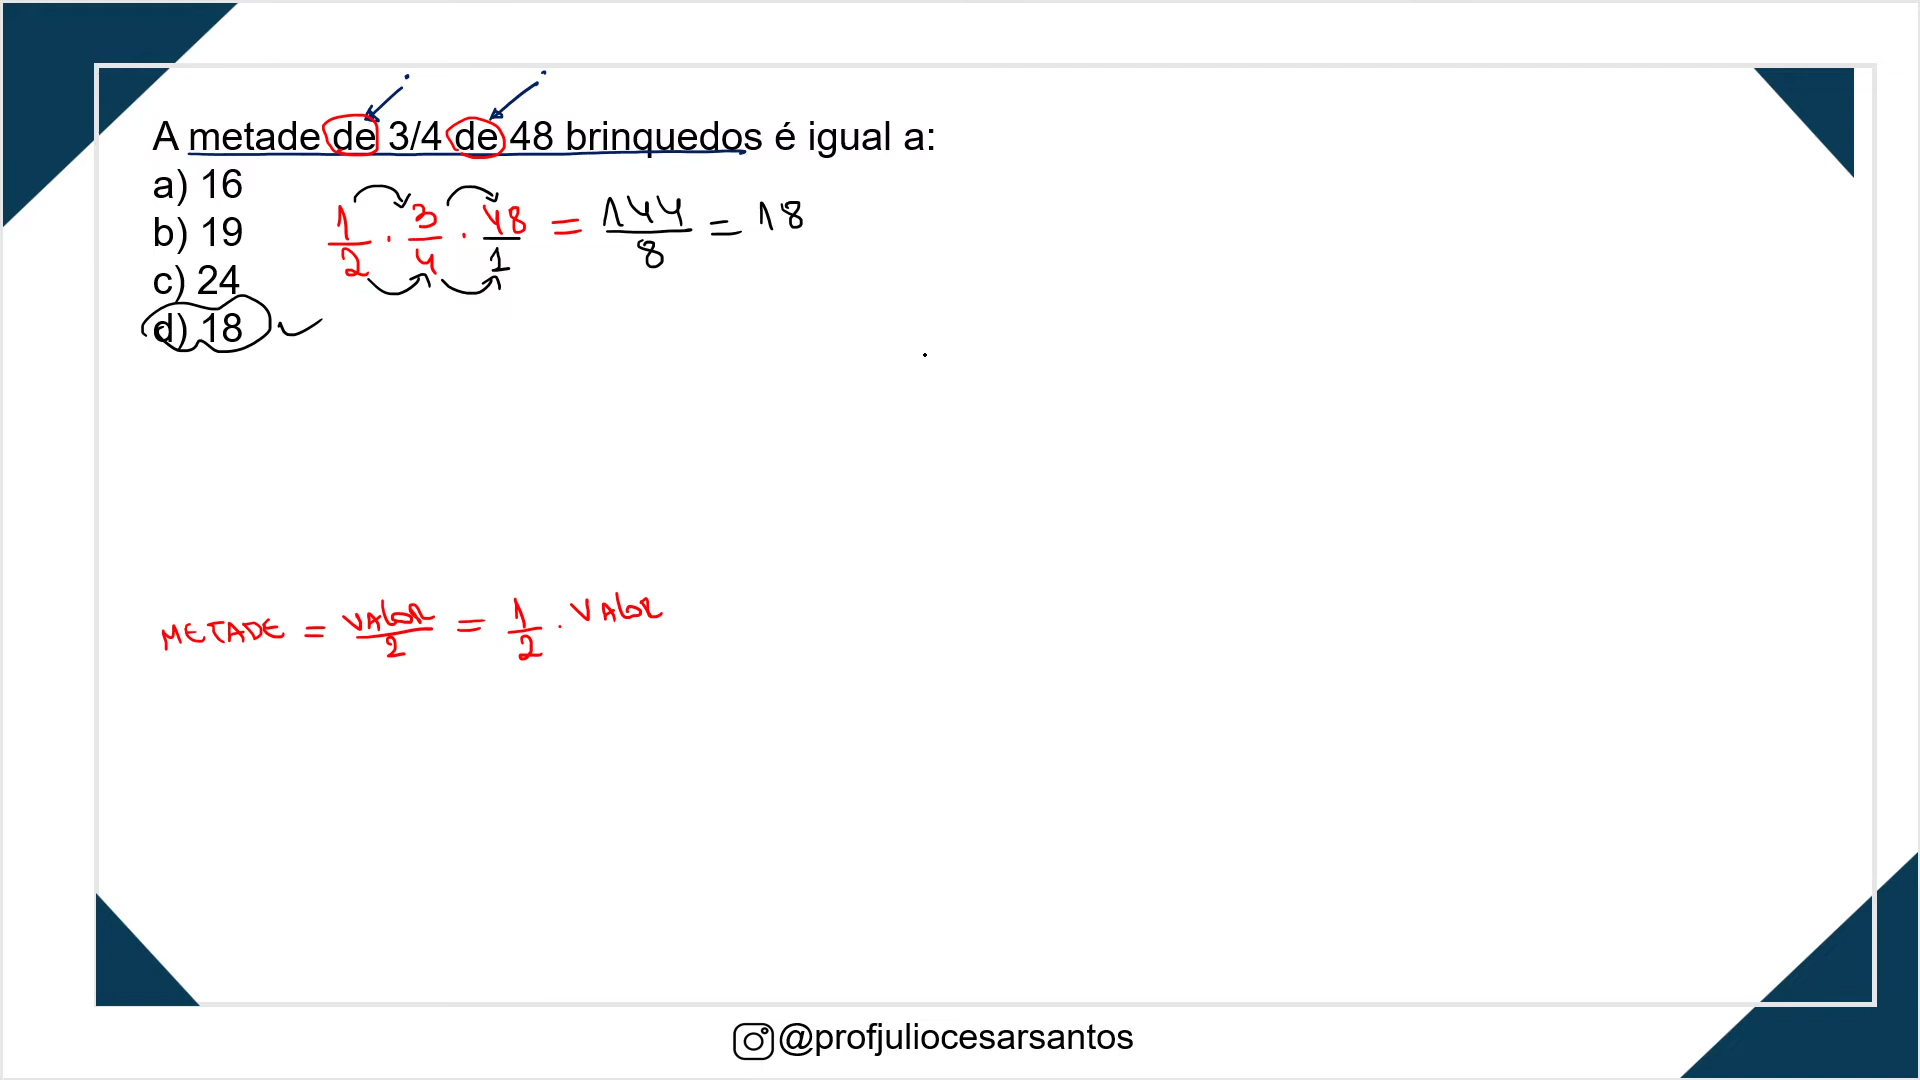 A metade de 3/4 de 48 brinquedos é igual a:
a) 16
b) 19
c) 24
d) 18
1/2 . 3/4 . 48/1 = 144/8 = 18
METADE = VALOR/2 = 1/2 . VALOR
@profjuliocesarsantos